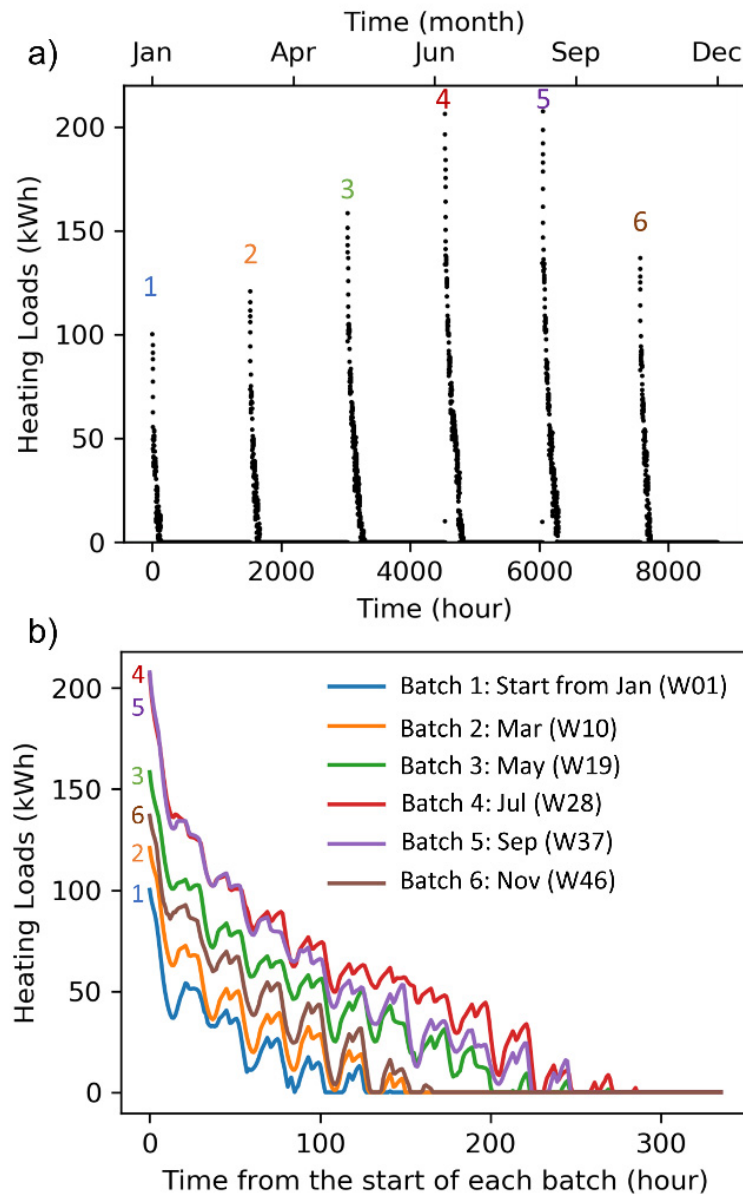 Time (month)
a)
Jan Apr Jun Sep Dec
Heating Loads (kWh)
200
150
100
50
0
1
2
3
4
5
6
0 2000 4000 6000 8000
Time (hour)
b)
Heating Loads (kWh)
200
100
0
4
5
3
6
2
1
Batch 1: Start from Jan (W01)
Batch 2: Mar (W10)
Batch 3: May (W19)
Batch 4: Jul (W28)
Batch 5: Sep (W37)
Batch 6: Nov (W46)
0 100 200 300
Time from the start of each batch (hour)